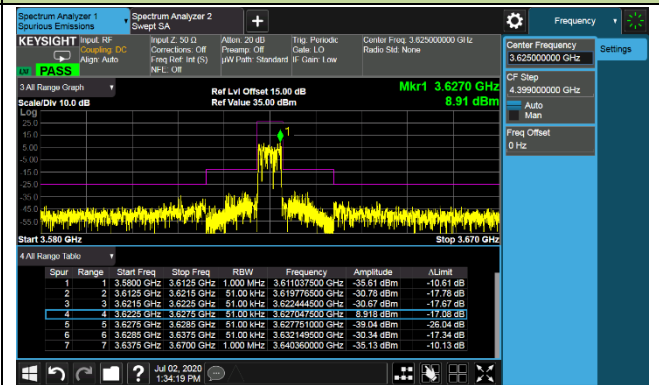 Spectrum Analyzer 1
Spurious Emissions
Spectrum Analyzer 2
Swept SA
+
Frequency
KEYSIGHT
Input: RF
Coupling: DC
Align: Auto
Input Z: 50 Ω
Corrections: Off
Freq Ref: Int (S)
NFE: Off
Atten: 20 dB
Preamp: Off
µW Path: Standard
Trig: Periodic
Gate: LO
IF Gain: Low
Center Freq: 3.625000000 GHz
Radio Std: None
PASS
Center Frequency
3.625000000 GHz
Settings
CF Step
4.399000000 GHz
Auto
Man
Freq Offset
0 Hz
3 All Range Graph
Scale/Div 10.0 dB
Ref Lvl Offset 15.00 dB
Ref Value 35.00 dBm
Mkr1 3.6270 GHz
8.91 dBm
Log
25.0
15.0
5.00
-5.00
-15.0
-25.0
-35.0
-45.0
-55.0
1
Start 3.580 GHz
Stop 3.670 GHz
4 All Range Table
Spur Range Start Freq Stop Freq RBW Frequency Amplitude ΔLimit
1 1 3.5800 GHz 3.6125 GHz 1.000 MHz 3.611037500 GHz -35.61 dBm -10.61 dB
2 2 3.6125 GHz 3.6215 GHz 51.00 kHz 3.619776500 GHz -30.78 dBm -17.78 dB
3 3 3.6215 GHz 3.6225 GHz 51.00 kHz 3.622444500 GHz -30.67 dBm -17.67 dB
4 4 3.6225 GHz 3.6275 GHz 51.00 kHz 3.627047500 GHz 8.918 dBm -17.08 dB
5 5 3.6275 GHz 3.6285 GHz 51.00 kHz 3.627751000 GHz -39.04 dBm -26.04 dB
6 6 3.6285 GHz 3.6375 GHz 51.00 kHz 3.632149500 GHz -30.34 dBm -17.34 dB
7 7 3.6375 GHz 3.6700 GHz 1.000 MHz 3.640360000 GHz -35.13 dBm -10.13 dB
?
Jul 02, 2020
1:34:19 PM